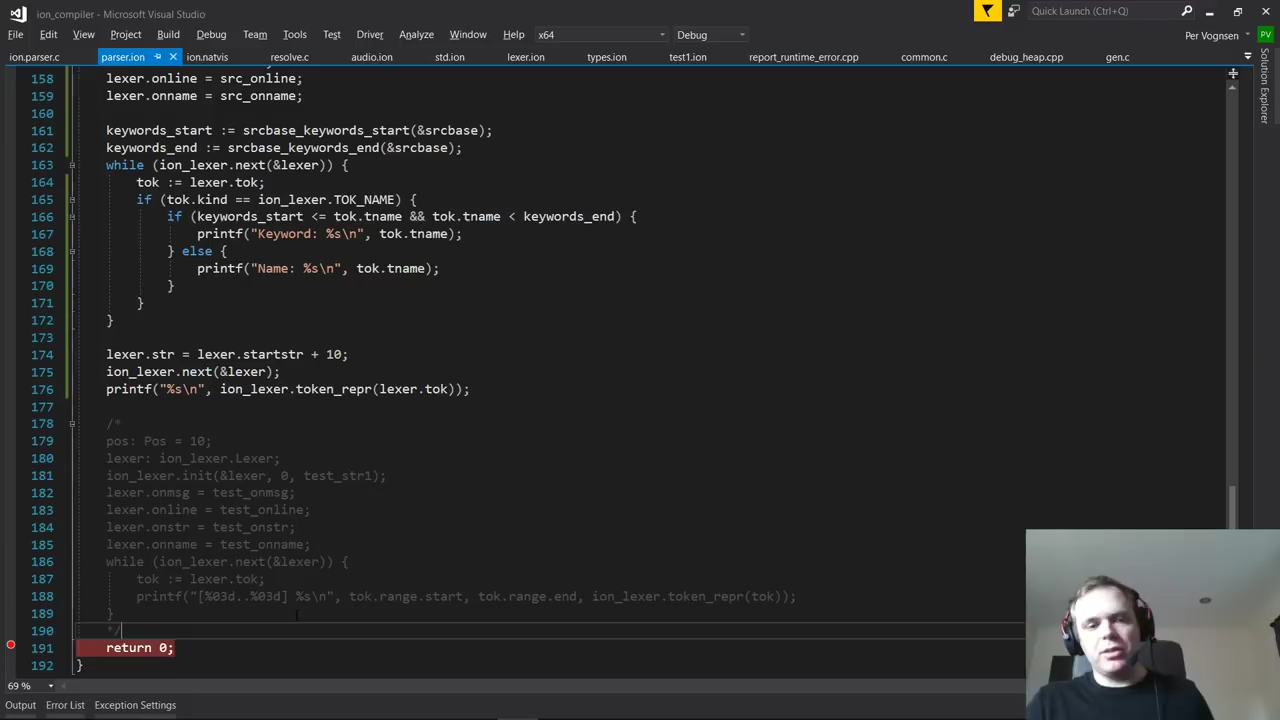 ion_compiler - Microsoft Visual Studio
Quick Launch (Ctrl+Q)
File Edit View Project Build Debug Team Tools Test Driver Analyze Window Help x64 Debug
Per Vognsen PV
ion.parser.c parser.ion ion.natvis resolve.c audio.ion std.ion lexer.ion types.ion test1.ion report_runtime_error.cpp common.c debug_heap.cpp gen.c
Solution Explorer
158 lexer.online = src_online;
159 lexer.onname = src_onname;
160
161 keywords_start := srcbase_keywords_start(&srcbase);
162 keywords_end := srcbase_keywords_end(&srcbase);
163 while (ion_lexer.next(&lexer)) {
164 tok := lexer.tok;
165 if (tok.kind == ion_lexer.TOK_NAME) {
166 if (keywords_start <= tok.tname && tok.tname < keywords_end) {
167 printf("Keyword: %s\n", tok.tname);
168 } else {
169 printf("Name: %s\n", tok.tname);
170 }
171 }
172 }
173
174 lexer.str = lexer.startstr + 10;
175 ion_lexer.next(&lexer);
176 printf("%s\n", ion_lexer.token_repr(lexer.tok));
177
178 /*
179 pos: Pos = 10;
180 lexer: ion_lexer.Lexer;
181 ion_lexer.init(&lexer, 0, test_str1);
182 lexer.onmsg = test_onmsg;
183 lexer.online = test_online;
184 lexer.onstr = test_onstr;
185 lexer.onname = test_onname;
186 while (ion_lexer.next(&lexer)) {
187 tok := lexer.tok;
188 printf("[%03d..%03d] %s\n", tok.range.start, tok.range.end, ion_lexer.token_repr(tok));
189 }
190 */
191 return 0;
192 }
69 %
Output Error List Exception Settings